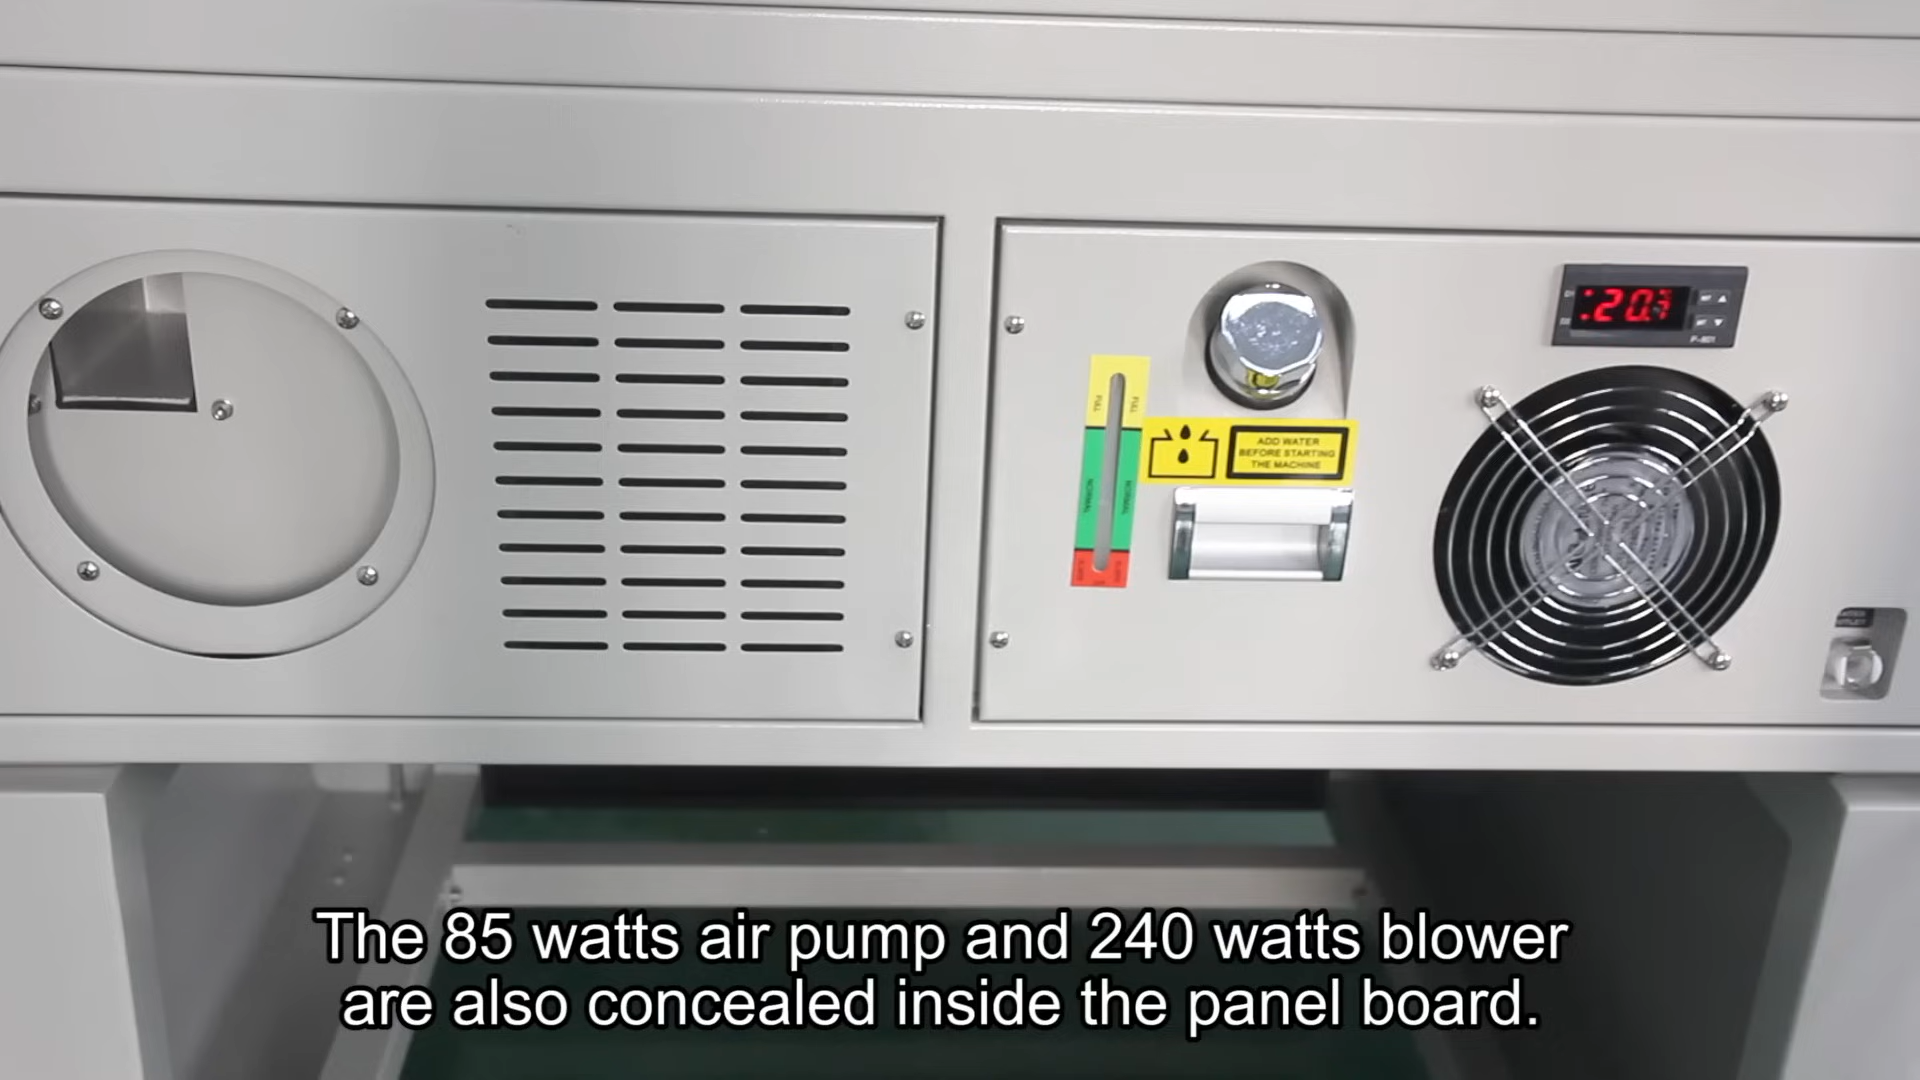 20.
P-801
FULL
FULL
ADD WATER
BEFORE STARTING
THE MACHINE
NORMAL
NORMAL
The 85 watts air pump and 240 watts blower
are also concealed inside the panel board.